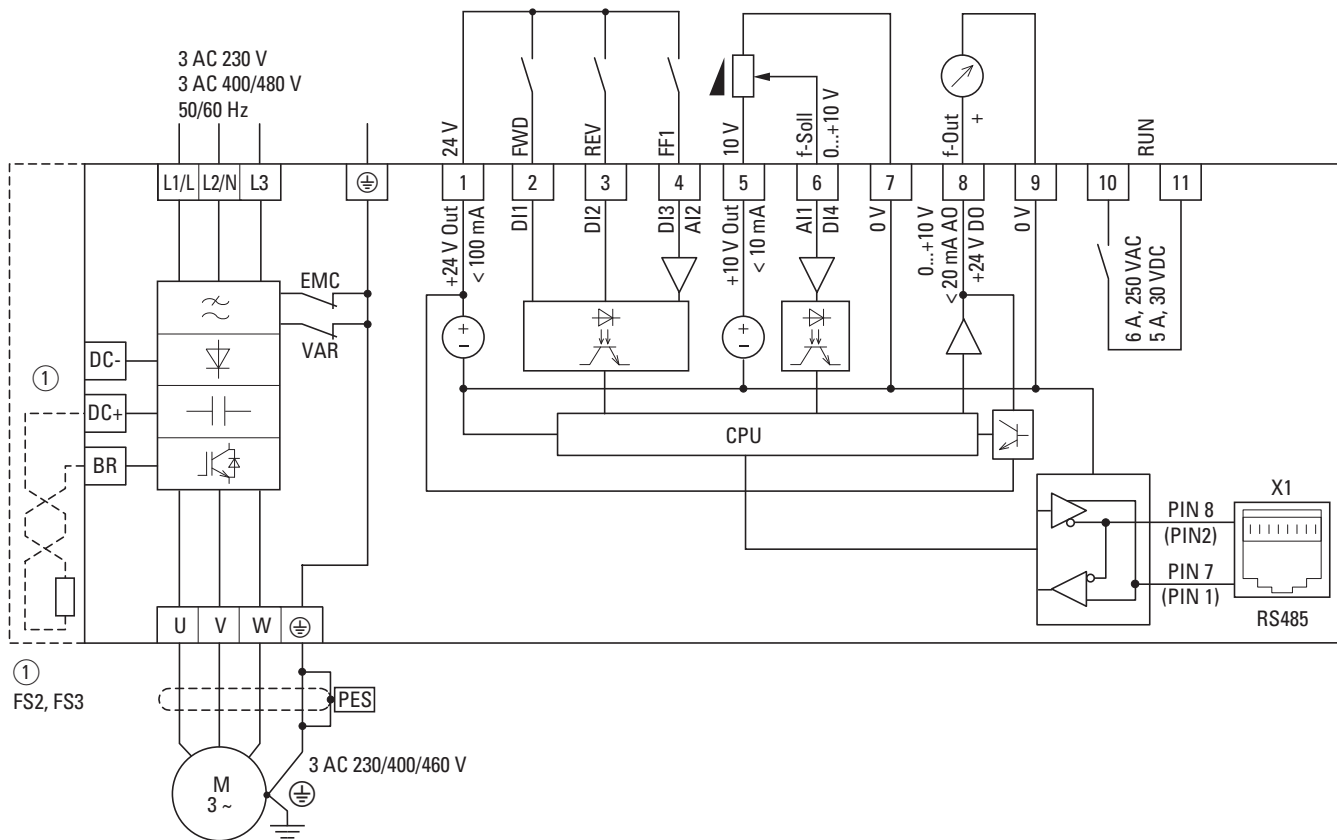 3 AC 230 V
3 AC 400/480 V
50/60 Hz
24 V
FWD
REV
FF1
10 V
f-Soll
0...+10 V
f-Out
+
RUN
L1/L
L2/N
L3
1
2
3
4
5
6
7
8
9
10
11
+24 V Out
< 100 mA
DI1
DI2
DI3
AI2
+10 V Out
< 10 mA
AI1
DI4
0 V
0...+10 V
< 20 mA AO
+24 V DO
0 V
6 A, 250 VAC
5 A, 30 VDC
EMC
VAR
+
-
+
-
DC-
DC+
BR
1
CPU
X1
PIN 8
(PIN2)
PIN 7
(PIN 1)
RS485
U
V
W
1
FS2, FS3
PES
3 AC 230/400/460 V
M
3 ~